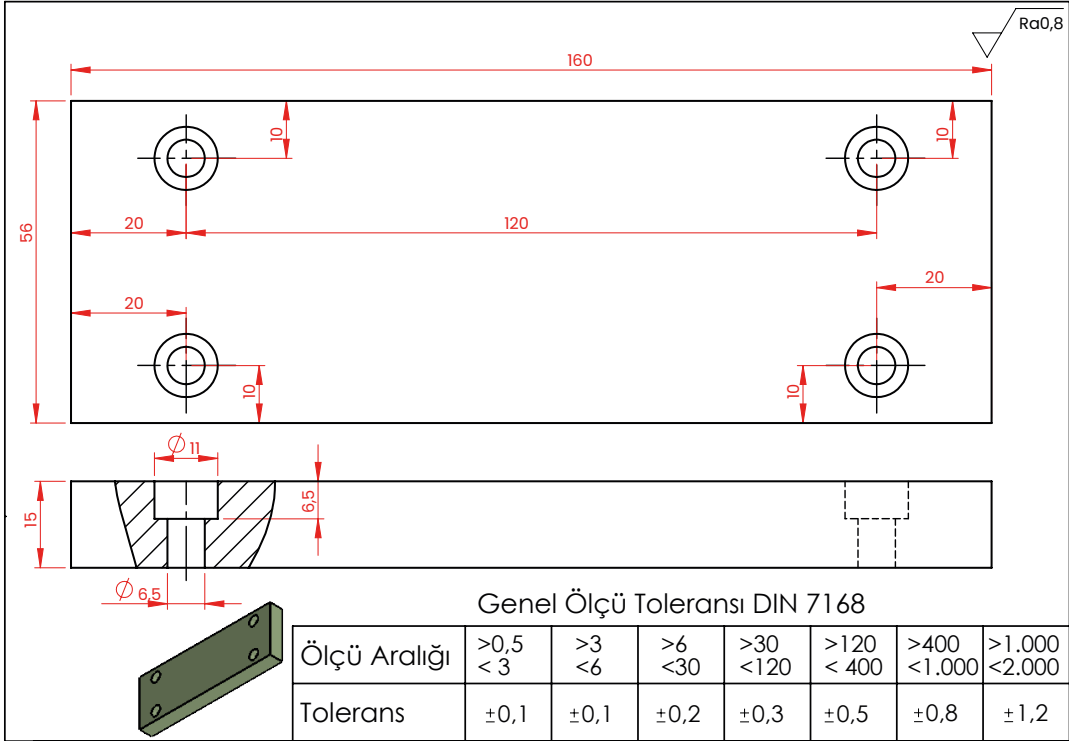 Ra0,8
160
10
10
56
20
120
20
20
10
10
∅ 11
6,5
15
∅ 6,5
Genel Ölçü Toleransı DIN 7168
Ölçü Aralığı >0,5 >3 >6 >30 >120 >400 >1.000
< 3 <6 <30 <120 < 400 <1.000 <2.000
Tolerans ±0,1 ±0,1 ±0,2 ±0,3 ±0,5 ±0,8 ±1,2